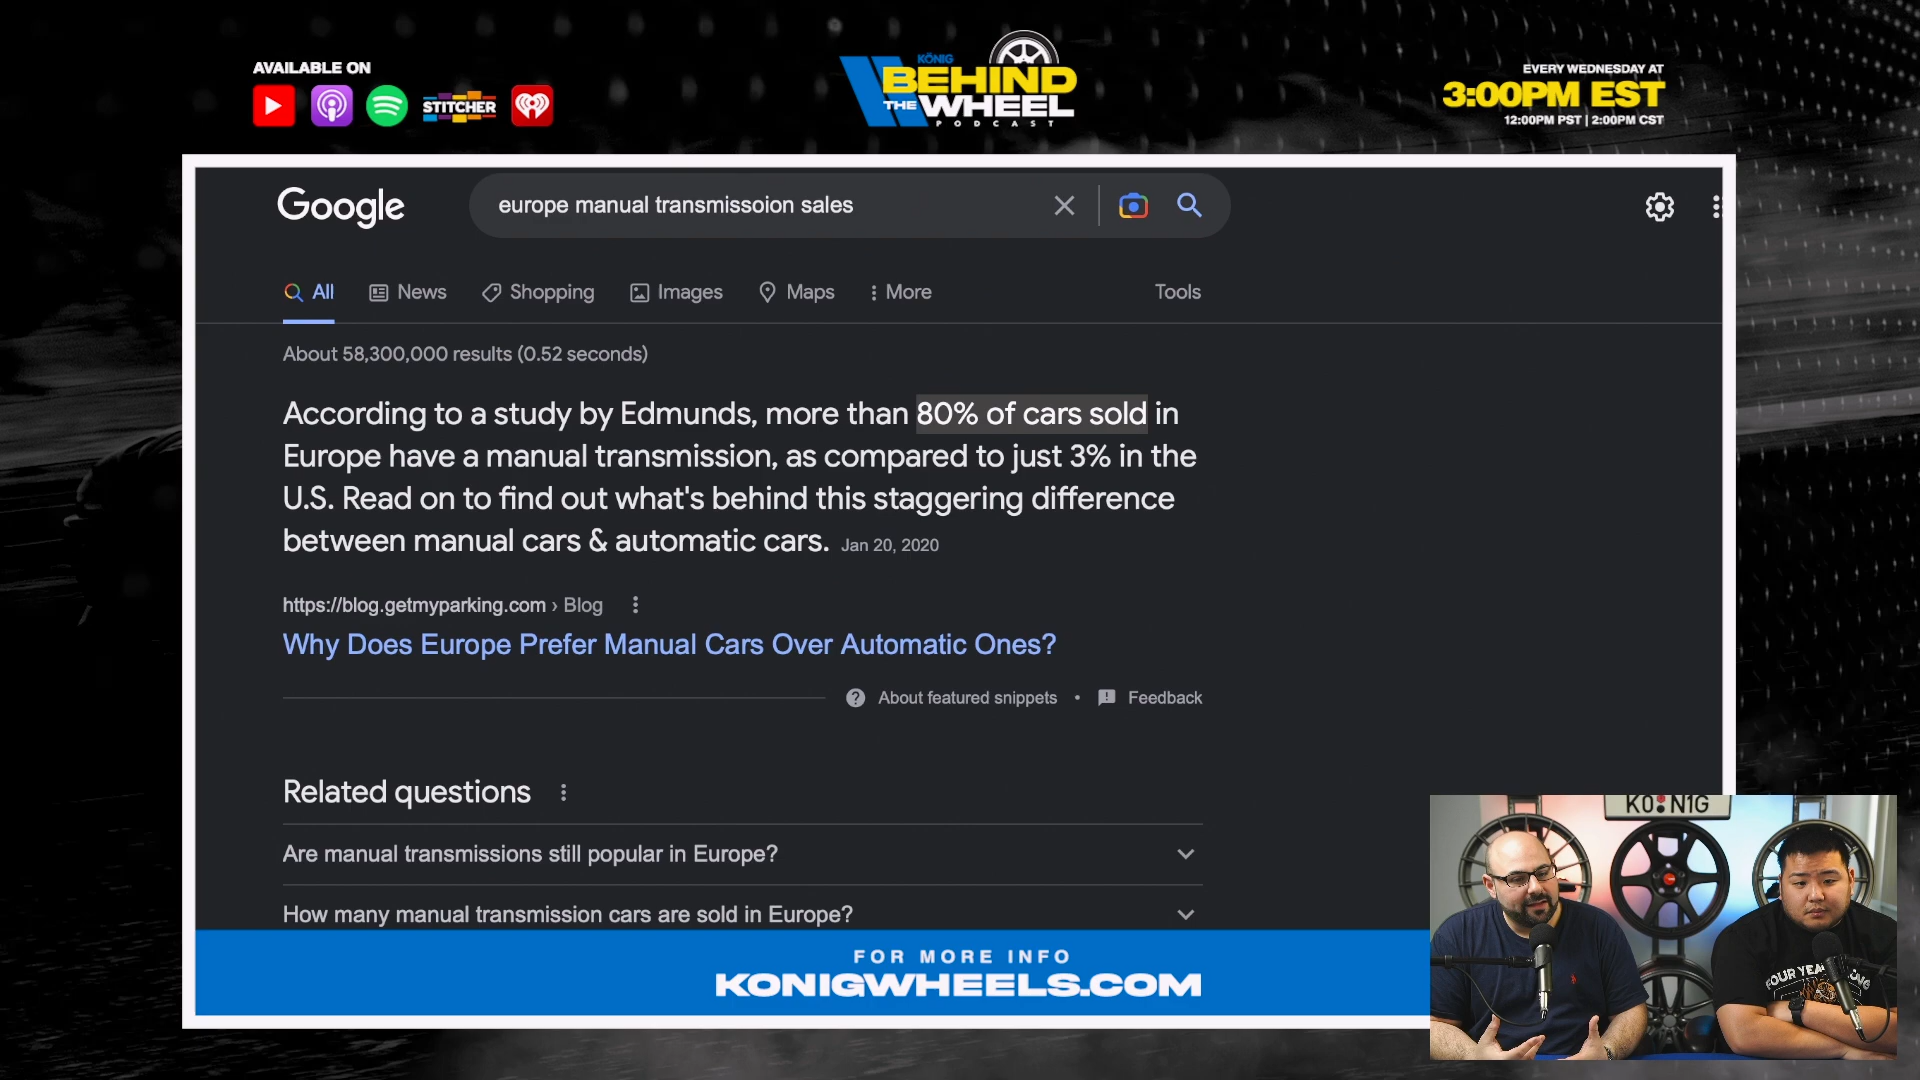 AVAILABLE ON
STITCHER
KÖNIG
BEHIND
THE WHEEL
PODCAST
EVERY WEDNESDAY AT
3:00PM EST
12:00PM PST | 2:00PM CST
Google
europe manual transmissoion sales
All
News
Shopping
Images
Maps
More
Tools
About 58,300,000 results (0.52 seconds)
According to a study by Edmunds, more than 80% of cars sold in
Europe have a manual transmission, as compared to just 3% in the
U.S. Read on to find out what's behind this staggering difference
between manual cars & automatic cars. Jan 20, 2020
https://blog.getmyparking.com › Blog
Why Does Europe Prefer Manual Cars Over Automatic Ones?
About featured snippets • Feedback
Related questions
Are manual transmissions still popular in Europe?
How many manual transmission cars are sold in Europe?
FOR MORE INFO
KONIGWHEELS.COM
KO N1G